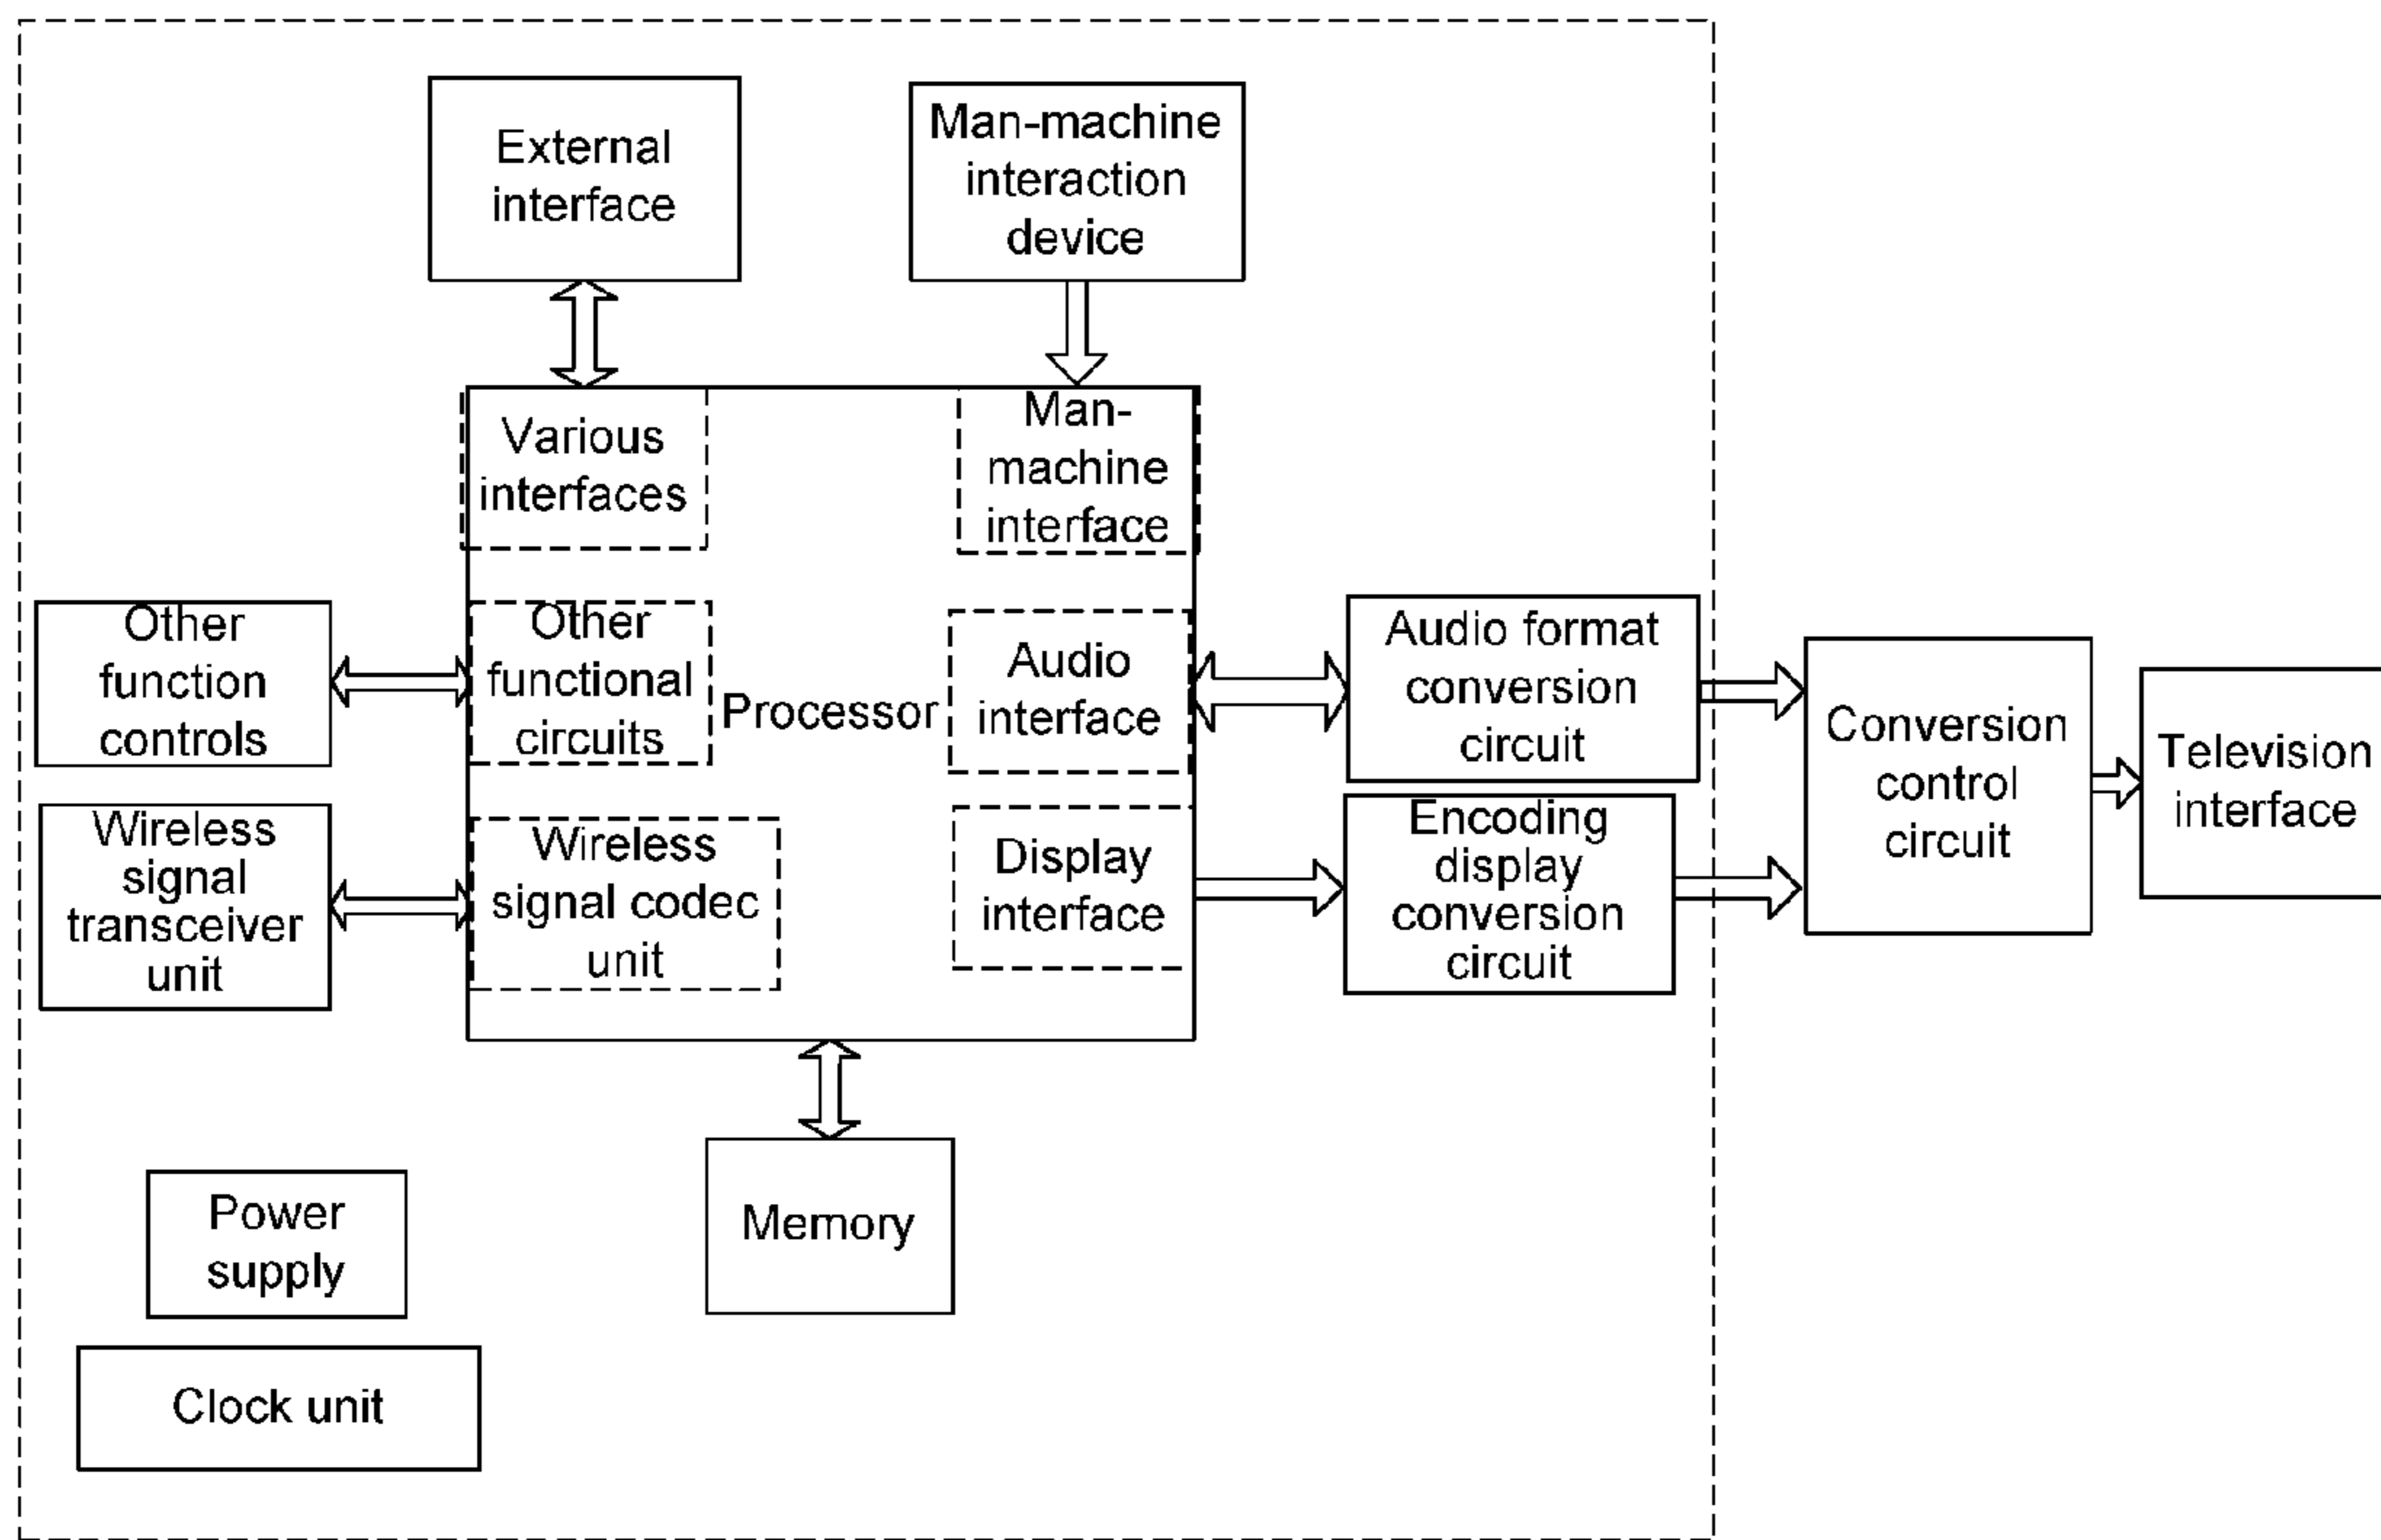 External
interface
Man-machine
interaction
device
Various
interfaces
Man-
machine
interface
Other
function
controls
Other
functional
circuits
Processor
Audio
interface
Audio format
conversion
circuit
Conversion
control
circuit
Television
interface
Wireless
signal
transceiver
unit
Wireless
signal codec
unit
Display
interface
Encoding
display
conversion
circuit
Memory
Power
supply
Clock unit